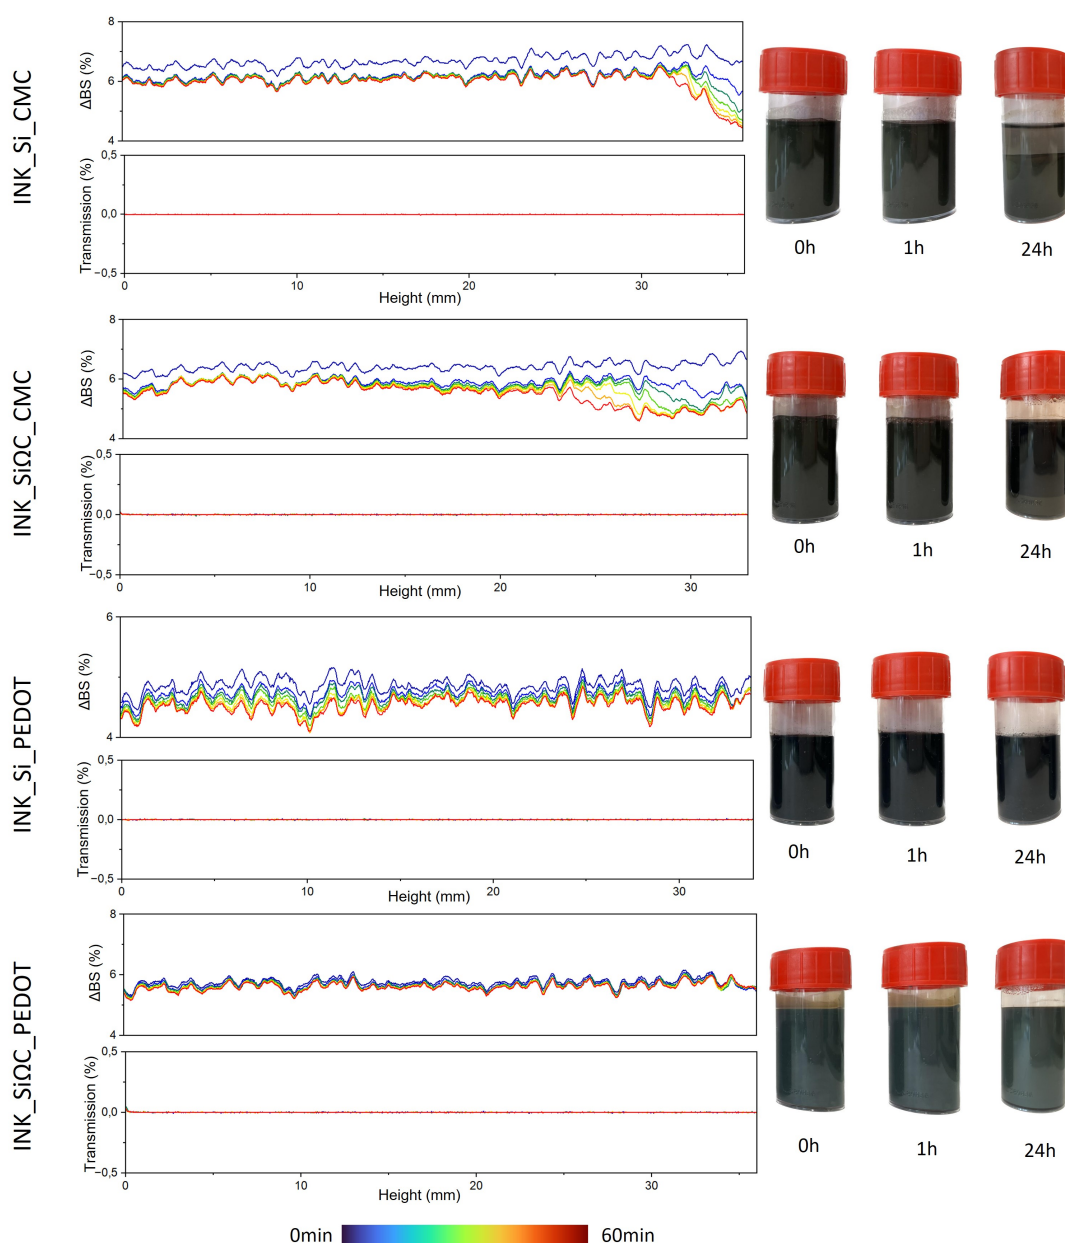 INK_Si_CMC
8
6
4
ΔBS (%)
0,5
0,0
−0,5
Transmission (%)
0
10
20
30
Height (mm)
0h
1h
24h
INK_SiΩC_CMC
8
6
4
ΔBS (%)
0,5
0,0
−0,5
Transmission (%)
0
10
20
30
Height (mm)
0h
1h
24h
INK_Si_PEDOT
6
4
ΔBS (%)
0,5
0,0
−0,5
Transmission (%)
0
10
20
30
Height (mm)
0h
1h
24h
INK_SiΩC_PEDOT
8
6
4
ΔBS (%)
0,5
0,0
−0,5
Transmission (%)
0
10
20
30
Height (mm)
0h
1h
24h
0min
60min